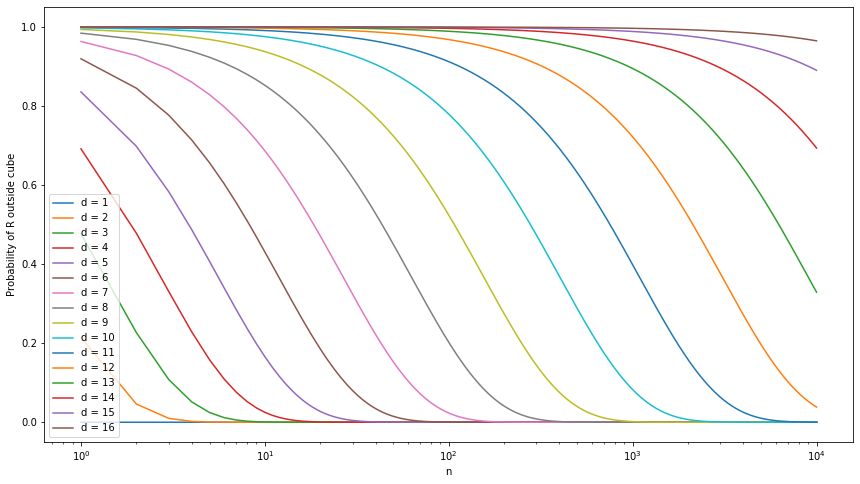 1.0
0.8
0.6
0.4
0.2
0.0
Probability of R outside cube
d = 1
d = 2
d = 3
d = 4
d = 5
d = 6
d = 7
d = 8
d = 9
d = 10
d = 11
d = 12
d = 13
d = 14
d = 15
d = 16
10⁰ 10¹ 10² 10³ 10⁴
n